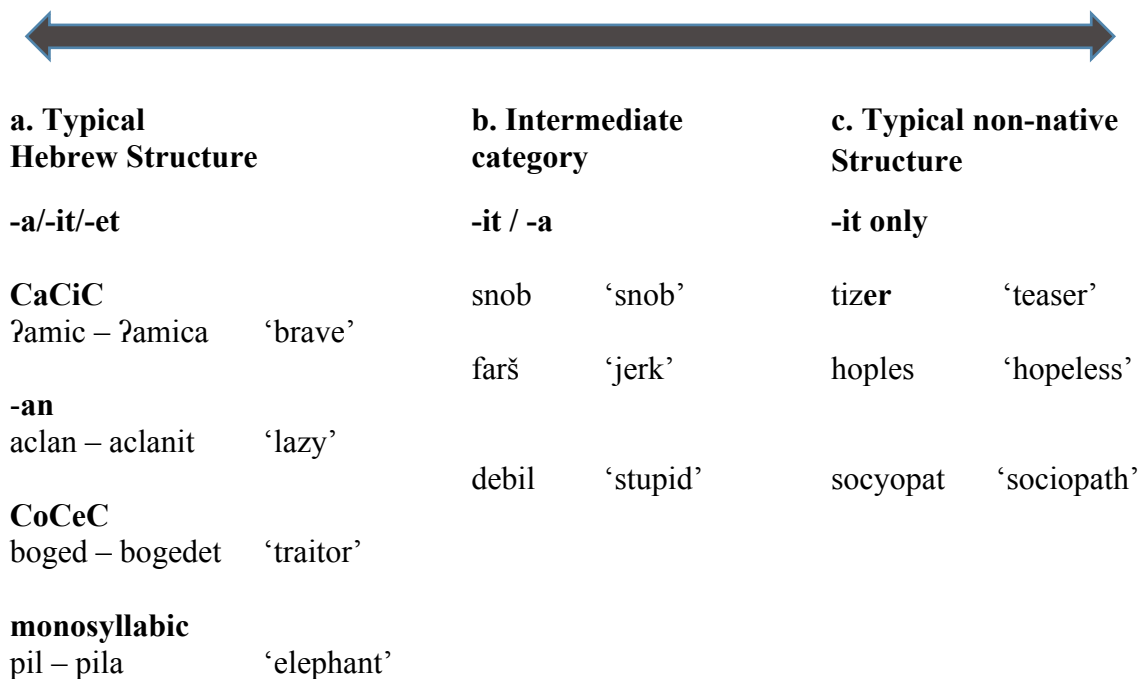 a. Typical
Hebrew Structure
-a/-it/-et
CaCiC
ʔamic – ʔamica ‘brave’
-an
aclan – aclanit ‘lazy’
CoCeC
boged – bogedet ‘traitor’
monosyllabic
pil – pila ‘elephant’
b. Intermediate
category
-it / -a
snob ‘snob’
farš ‘jerk’
debil ‘stupid’
c. Typical non-native
Structure
-it only
tizer ‘teaser’
hoples ‘hopeless’
socyopat ‘sociopath’